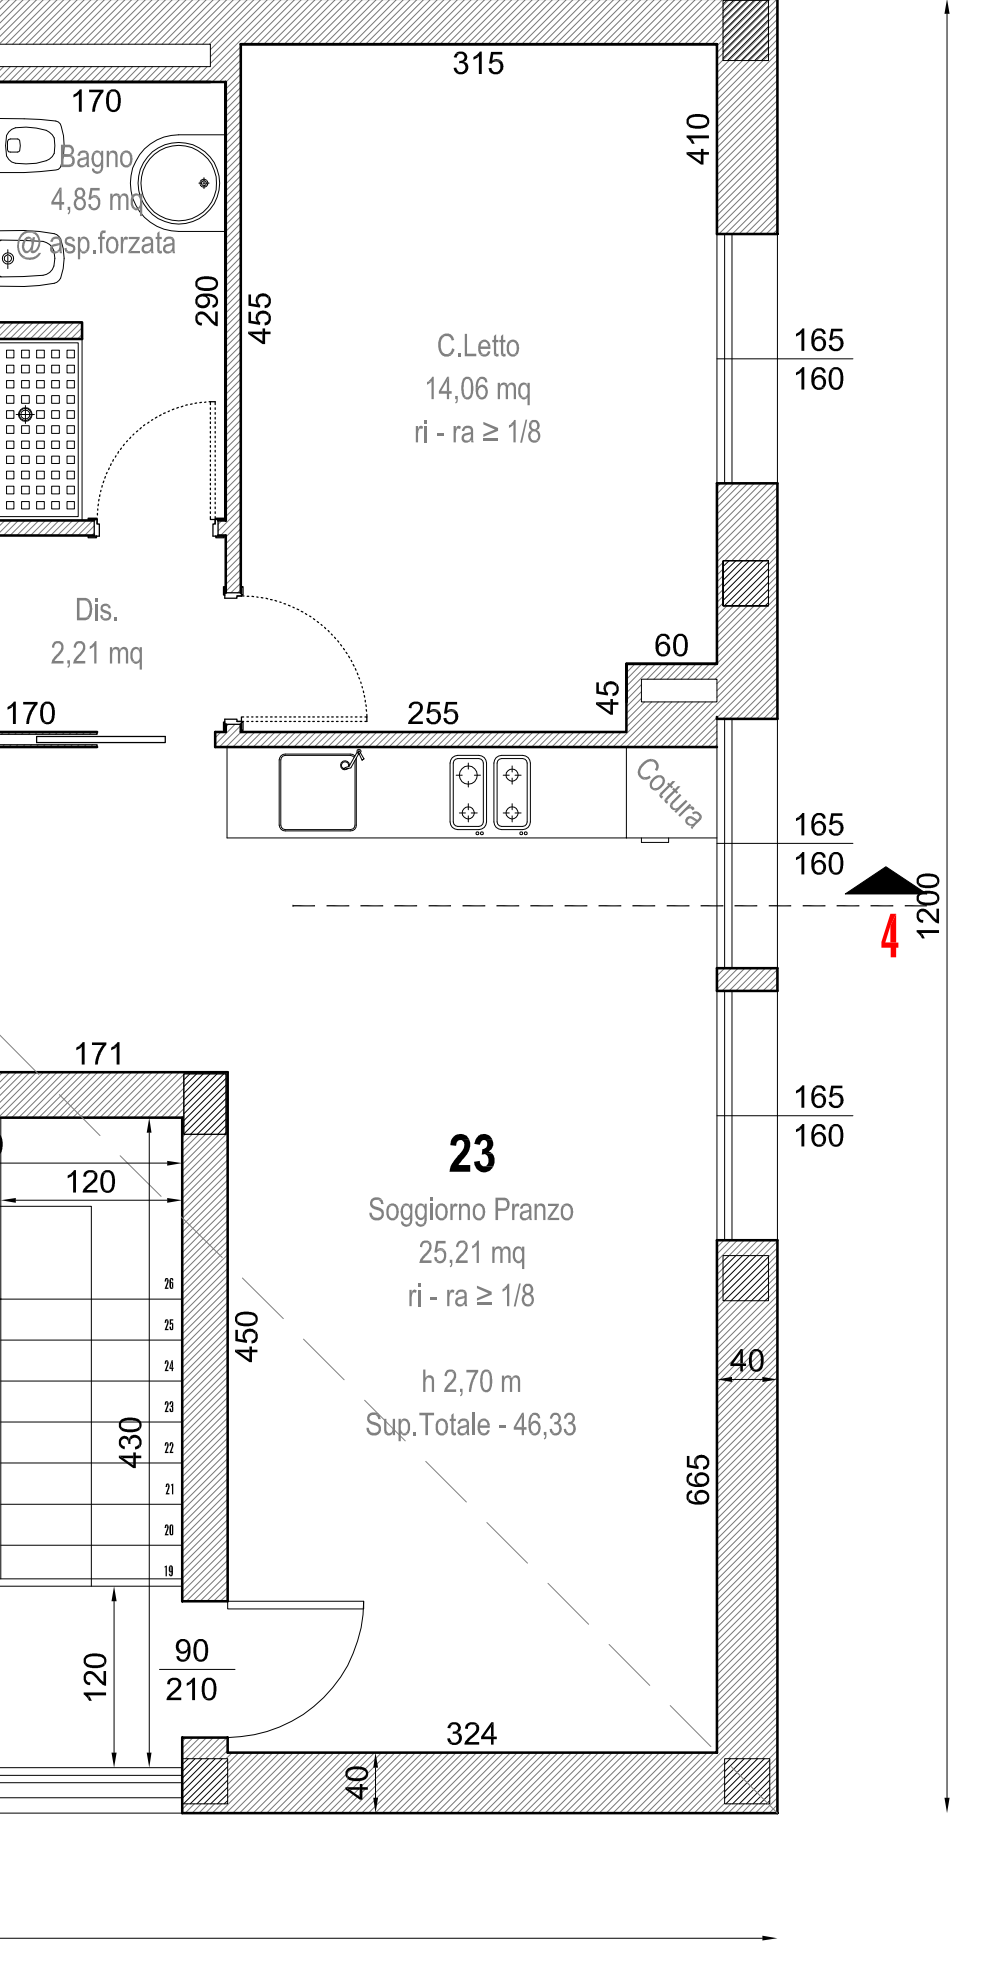 315
170
410
Bagno
4,85 mq
@ asp.forzata
290
455
C.Letto
14,06 mq
ri - ra ≥ 1/8
165
160
Dis.
2,21 mq
60
45
170
255
Cottura
165
160
1200
4
171
165
160
120
23
Soggiorno Pranzo
25,21 mq
ri - ra ≥ 1/8
h 2,70 m
Sup.Totale - 46,33
26
25
24
23
22
21
20
19
450
430
40
665
120
90
210
324
40